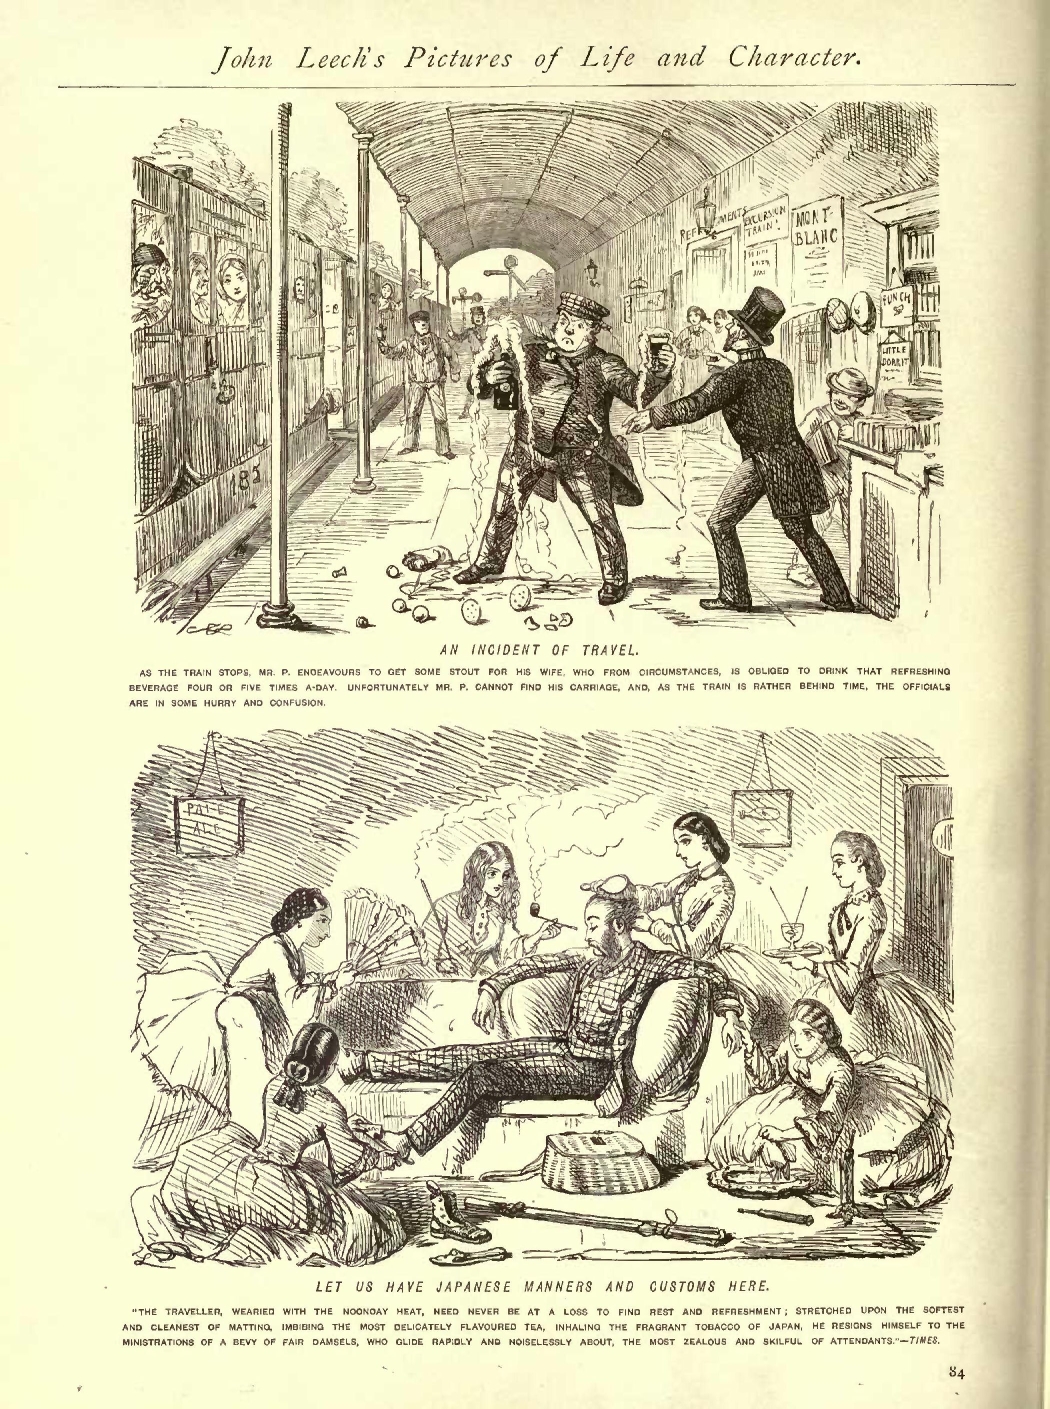 John Leech's Pictures of Life and Character.
REFRESHMENTS
EXCURSION
TRAIN
MONT
BLANC
PUNCH
LITTLE
DORRIT
185
AN INCIDENT OF TRAVEL.
AS THE TRAIN STOPS, MR. P. ENDEAVOURS TO GET SOME STOUT FOR HIS WIFE, WHO FROM CIRCUMSTANCES, IS OBLIGED TO DRINK THAT REFRESHING
BEVERAGE FOUR OR FIVE TIMES A-DAY. UNFORTUNATELY MR. P. CANNOT FIND HIS CARRIAGE, AND, AS THE TRAIN IS RATHER BEHIND TIME, THE OFFICIALS
ARE IN SOME HURRY AND CONFUSION.
PALE
ALE
LET US HAVE JAPANESE MANNERS AND CUSTOMS HERE.
"THE TRAVELLER, WEARIED WITH THE NOONDAY HEAT, NEED NEVER BE AT A LOSS TO FIND REST AND REFRESHMENT; STRETCHED UPON THE SOFTEST
AND CLEANEST OF MATTING, IMBIBING THE MOST DELICATELY FLAVOURED TEA, INHALING THE FRAGRANT TOBACCO OF JAPAN, HE RESIGNS HIMSELF TO THE
MINISTRATIONS OF A BEVY OF FAIR DAMSELS, WHO GLIDE RAPIDLY AND NOISELESSLY ABOUT, THE MOST ZEALOUS AND SKILFUL OF ATTENDANTS."—TIMES.
84